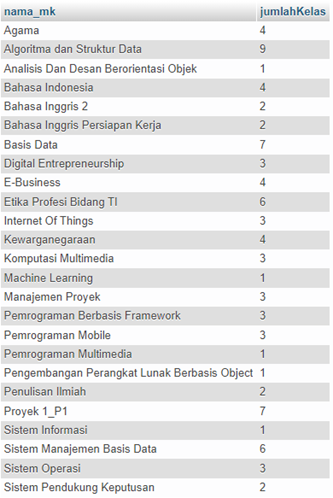 nama_mk jumlahKelas
Agama 4
Algoritma dan Struktur Data 9
Analisis Dan Desan Berorientasi Objek 1
Bahasa Indonesia 4
Bahasa Inggris 2 2
Bahasa Inggris Persiapan Kerja 2
Basis Data 7
Digital Entrepreneurship 3
E-Business 4
Etika Profesi Bidang TI 6
Internet Of Things 3
Kewarganegaraan 4
Komputasi Multimedia 3
Machine Learning 1
Manajemen Proyek 3
Pemrograman Berbasis Framework 3
Pemrograman Mobile 3
Pemrograman Multimedia 1
Pengembangan Perangkat Lunak Berbasis Object 1
Penulisan Ilmiah 2
Proyek 1_P1 7
Sistem Informasi 1
Sistem Manajemen Basis Data 6
Sistem Operasi 3
Sistem Pendukung Keputusan 2